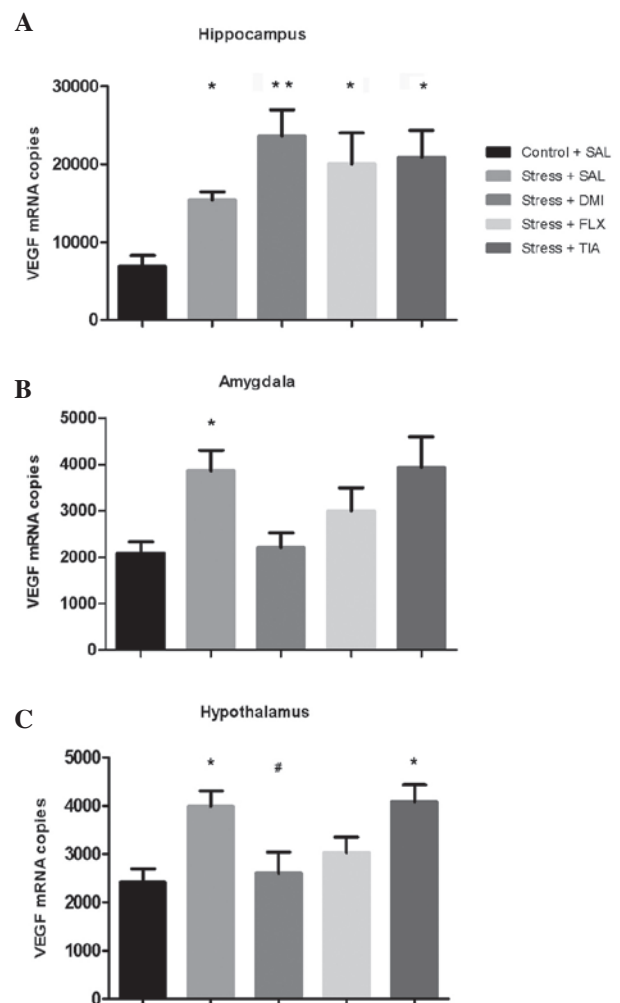 A
Hippocampus
VEGF mRNA copies
30000
20000
10000
0
* ** * *
Control + SAL
Stress + SAL
Stress + DMI
Stress + FLX
Stress + TIA
B
Amygdala
VEGF mRNA copies
5000
4000
3000
2000
1000
0
*
C
Hypothalamus
VEGF mRNA copies
5000
4000
3000
2000
1000
0
* # *